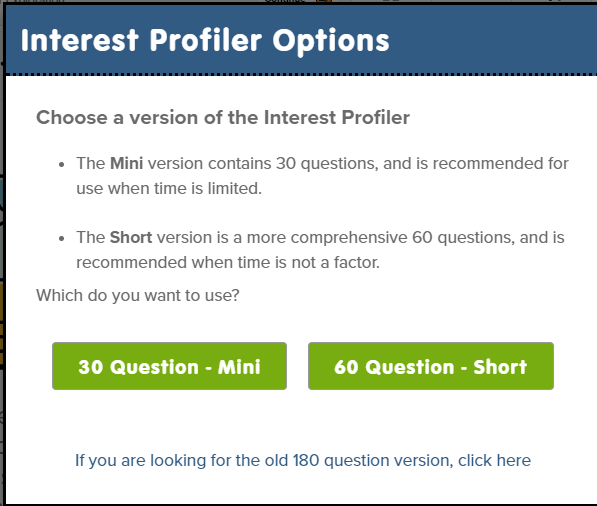 Interest Profiler Options
Choose a version of the Interest Profiler
• The Mini version contains 30 questions, and is recommended for
use when time is limited.
• The Short version is a more comprehensive 60 questions, and is
recommended when time is not a factor.
Which do you want to use?
30 Question - Mini
60 Question - Short
If you are looking for the old 180 question version, click here